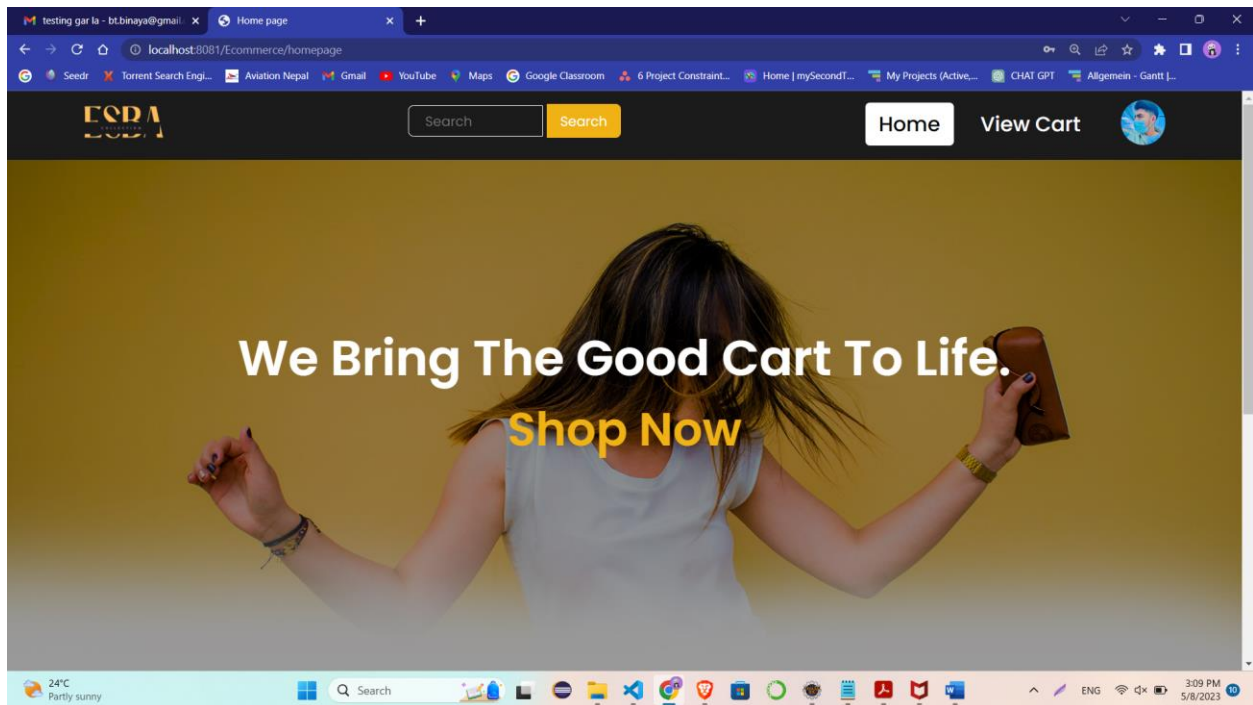 testing gar la - bt.binaya@gmail.
Home page
localhost:8081/Ecommerce/homepage
Seedr
Torrent Search Engi...
Aviation Nepal
Gmail
YouTube
Maps
Google Classroom
6 Project Constraint...
Home | mySecondT...
My Projects (Active,...
CHAT GPT
Allgemein - Gantt |...
Search
Search
Home
View Cart
We Bring The Good Cart To Life.
Shop Now
24°C
Partly sunny
Search
ENG
3:09 PM
5/8/2023
10